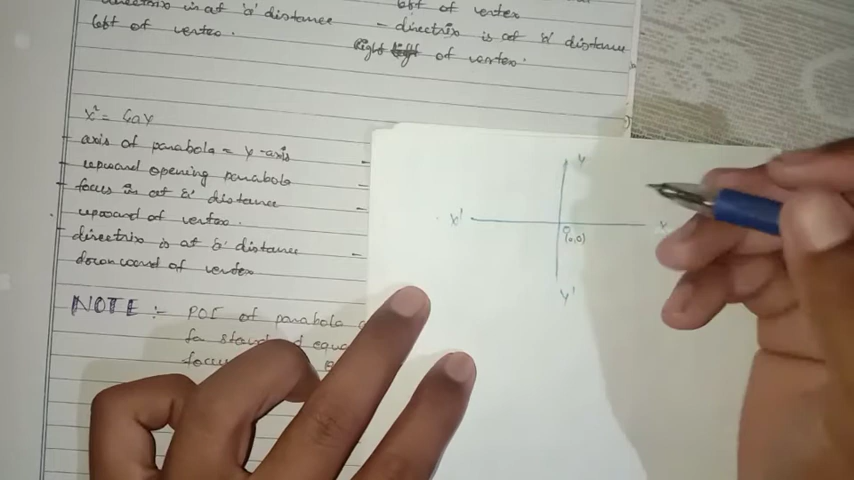 directrix is at 'a' distance
left of vertex.
left of vertex
- directrix is at 'a' distance
Right of vertex.
x² = 4ay
axis of parabola = y-axis
upward opening parabola
focus is at 'a' distance
upward of vertex.
directrix is at 'a' distance
downward of vertex
NOTE :- POI of parabola
standard equa
focu
Y
X'
X
(0,0)
Y'